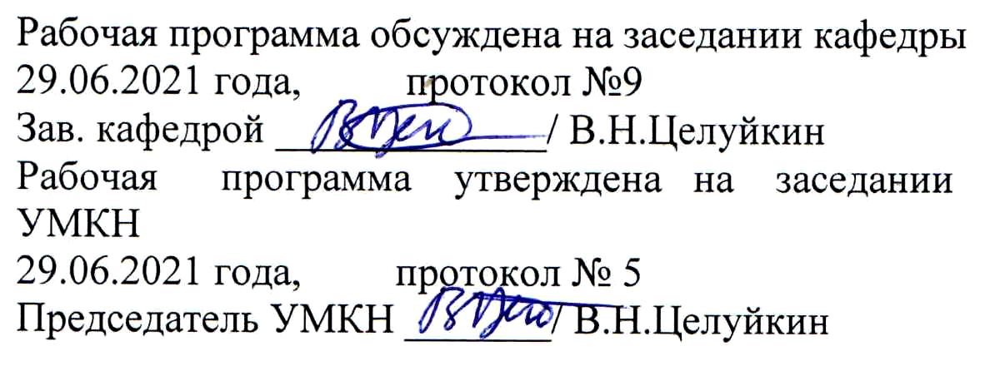 Рабочая программа обсуждена на заседании кафедры
29.06.2021 года, протокол №9
Зав. кафедрой ______________/ В.Н.Целуйкин
Рабочая программа утверждена на заседании
УМКН
29.06.2021 года, протокол № 5
Председатель УМКН ________/ В.Н.Целуйкин